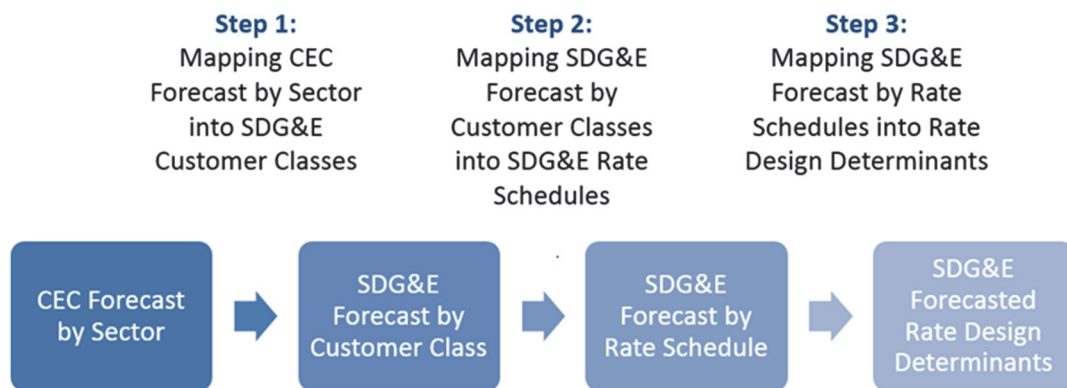 Step 1:
Mapping CEC
Forecast by Sector
into SDG&E
Customer Classes
Step 2:
Mapping SDG&E
Forecast by
Customer Classes
into SDG&E Rate
Schedules
Step 3:
Mapping SDG&E
Forecast by Rate
Schedules into Rate
Design Determinants
CEC Forecast
by Sector
SDG&E
Forecast by
Customer Class
SDG&E
Forecast by
Rate Schedule
SDG&E
Forecasted
Rate Design
Determinants